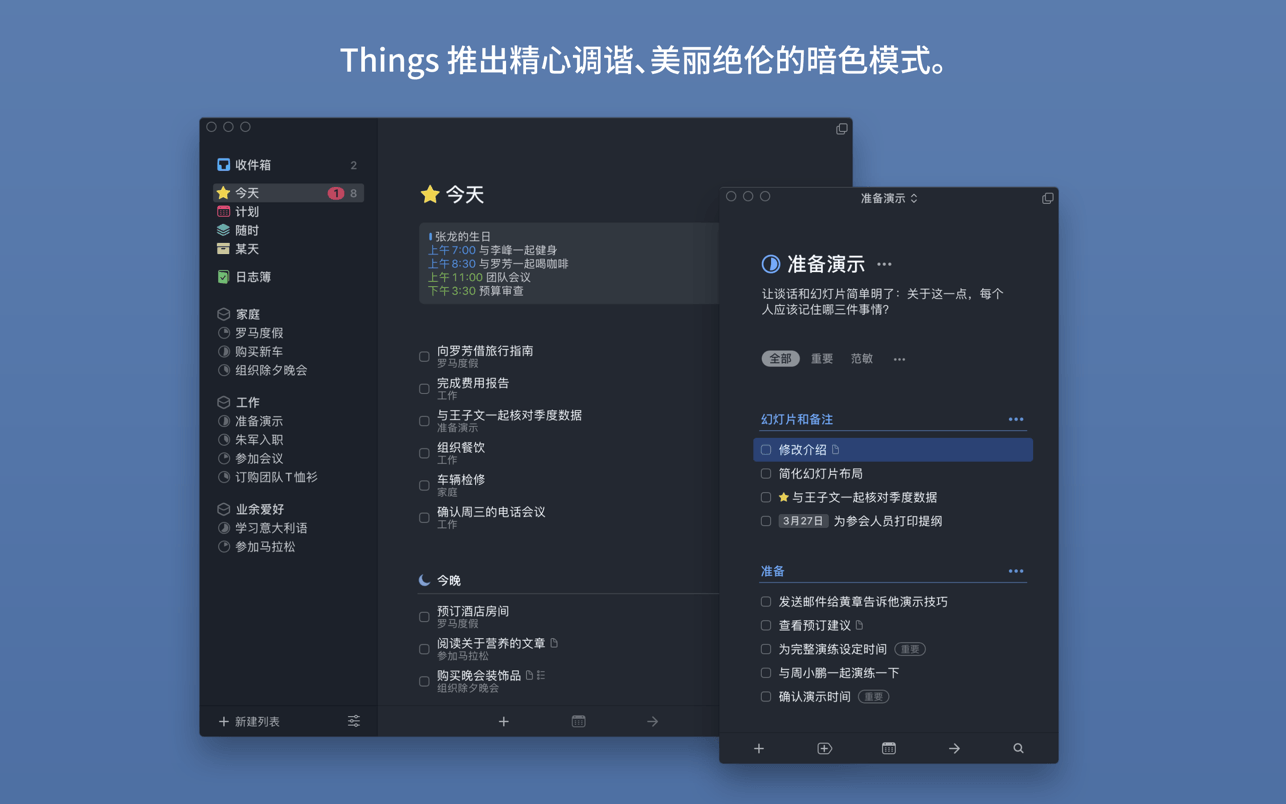 Things 推出精心调谐、美丽绝伦的暗色模式。
收件箱 2
今天 1 8
计划
随时
某天
日志簿
家庭
罗马度假
购买新车
组织除夕晚会
工作
准备演示
朱军入职
参加会议
订购团队 T 恤衫
业余爱好
学习意大利语
参加马拉松
新建列表
今天
张龙的生日
上午 7:00 与李峰一起健身
上午 8:30 与罗芳一起喝咖啡
上午 11:00 团队会议
下午 3:30 预算审查
向罗芳借旅行指南
罗马度假
完成费用报告
工作
与王子文一起核对季度数据
准备演示
组织餐饮
工作
车辆检修
家庭
确认周三的电话会议
工作
今晚
预订酒店房间
罗马度假
阅读关于营养的文章
参加马拉松
购买晚会装饰品
组织除夕晚会
准备演示
准备演示
让谈话和幻灯片简单明了：关于这一点，每个
人应该记住哪三件事情？
全部 重要 范敏
幻灯片和备注
修改介绍
简化幻灯片布局
与王子文一起核对季度数据
3月27日 为参会人员打印提纲
准备
发送邮件给黄章告诉他演示技巧
查看预订建议
为完整演练设定时间 重要
与周小鹏一起演练一下
确认演示时间 重要